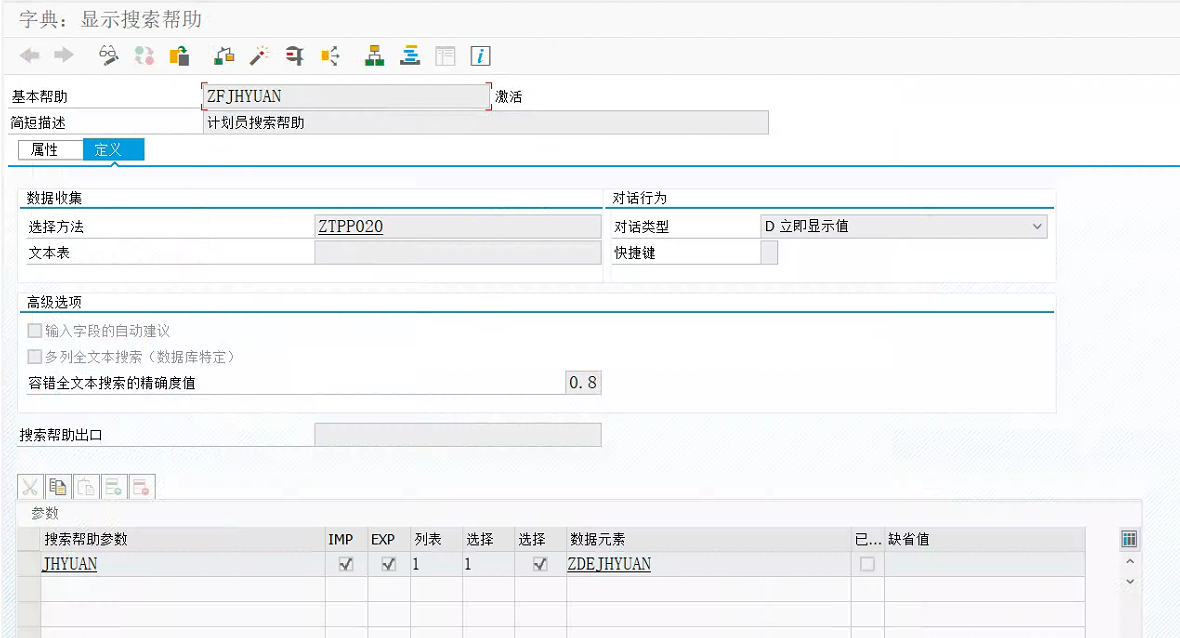 字典：显示搜索帮助
基本帮助 ZFJHYUAN 激活
简短描述 计划员搜索帮助
属性 定义
数据收集 对话行为
选择方法 ZTPP020 对话类型 D 立即显示值
文本表 快捷键
高级选项
输入字段的自动建议
多列全文本搜索（数据库特定）
容错全文本搜索的精确度值 0.8
搜索帮助出口
参数
搜索帮助参数 IMP EXP 列表 选择 选择 数据元素 已... 缺省值
JHYUAN 1 1 ZDEJHYUAN